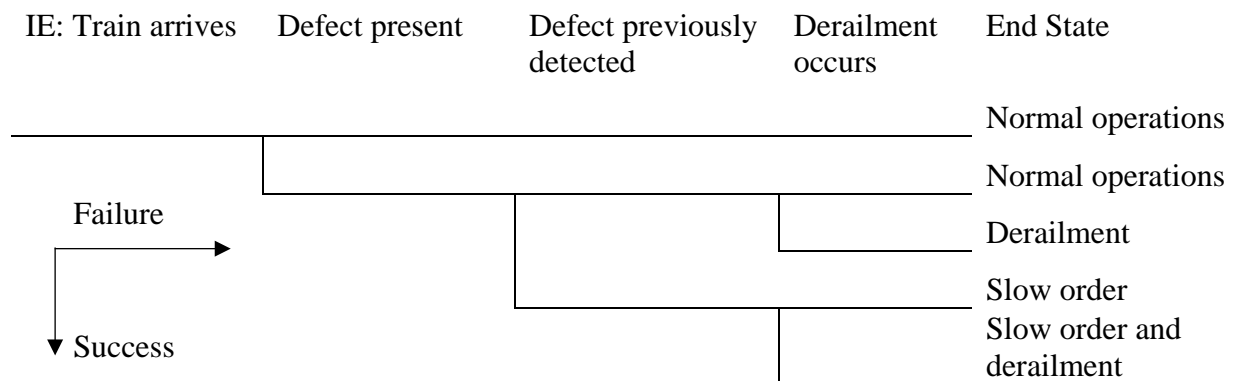 IE: Train arrives Defect present Defect previously Derailment End State
detected occurs
Normal operations
Normal operations
Failure
Derailment
Slow order
Slow order and
Success
derailment